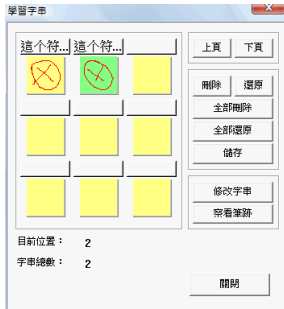 學習字串
這个符... 這个符...
上頁 下頁
刪除 還原
全部刪除
全部還原
儲存
修改字串
察看筆跡
目前位置： 2
字串總數： 2
關閉